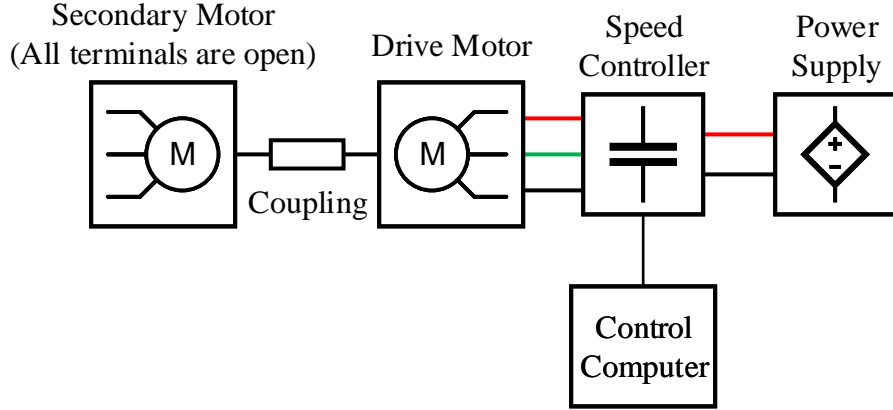 Secondary Motor
(All terminals are open)
Drive Motor
Speed
Controller
Power
Supply
M
M
+
-
Coupling
Control
Computer